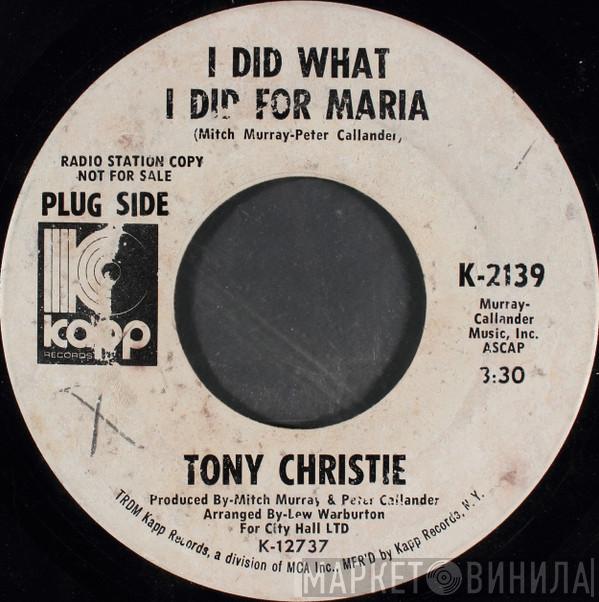 I DID WHAT
I DID FOR MARIA
(Mitch Murray-Peter Callander)
RADIO STATION COPY
NOT FOR SALE
PLUG SIDE
kapp
RECORDS
K-2139
Murray-
Callander
Music, Inc.
ASCAP
3:30
TONY CHRISTIE
Produced By-Mitch Murray & Peter Callander
Arranged By-Lew Warburton
For City Hall LTD
K-12737
TRDM Kapp Records, a division of MCA Inc., MFR'D by Kapp Records, N.Y.
МАРКЕТ ВИНИЛА